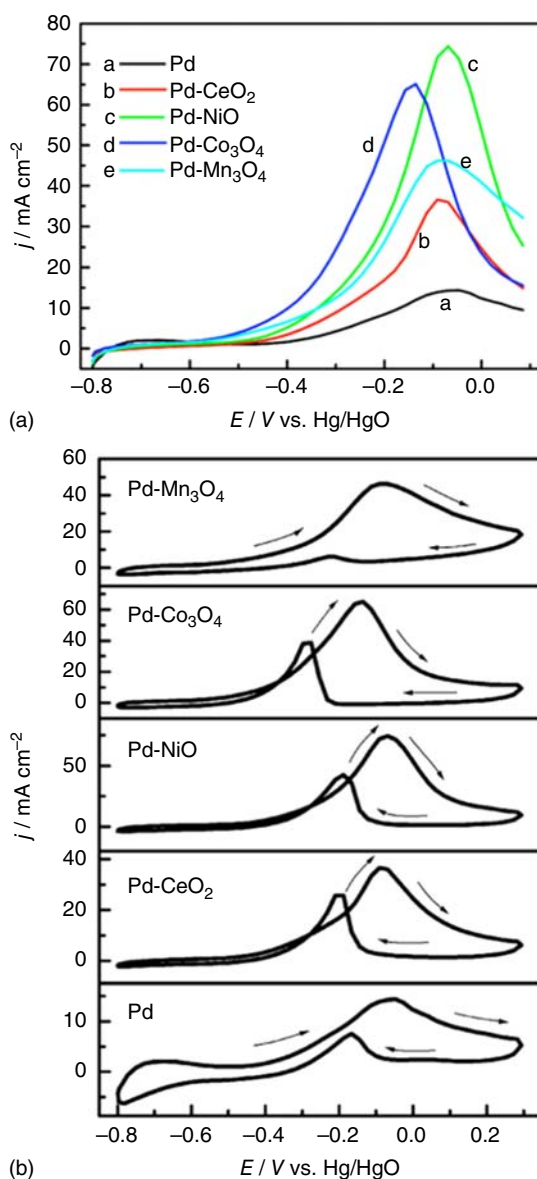 80
70
60
50
40
30
20
10
0
j / mA cm⁻²
a Pd
b Pd-CeO₂
c Pd-NiO
d Pd-Co₃O₄
e Pd-Mn₃O₄
c
d
e
b
a
−0.8 −0.6 −0.4 −0.2 0.0
(a) E / V vs. Hg/HgO
60
40
20
0
Pd-Mn₃O₄
60
40
20
0
Pd-Co₃O₄
50
0
Pd-NiO
40
20
0
Pd-CeO₂
10
0
Pd
j / mA cm⁻²
−0.8 −0.6 −0.4 −0.2 0.0 0.2
(b) E / V vs. Hg/HgO